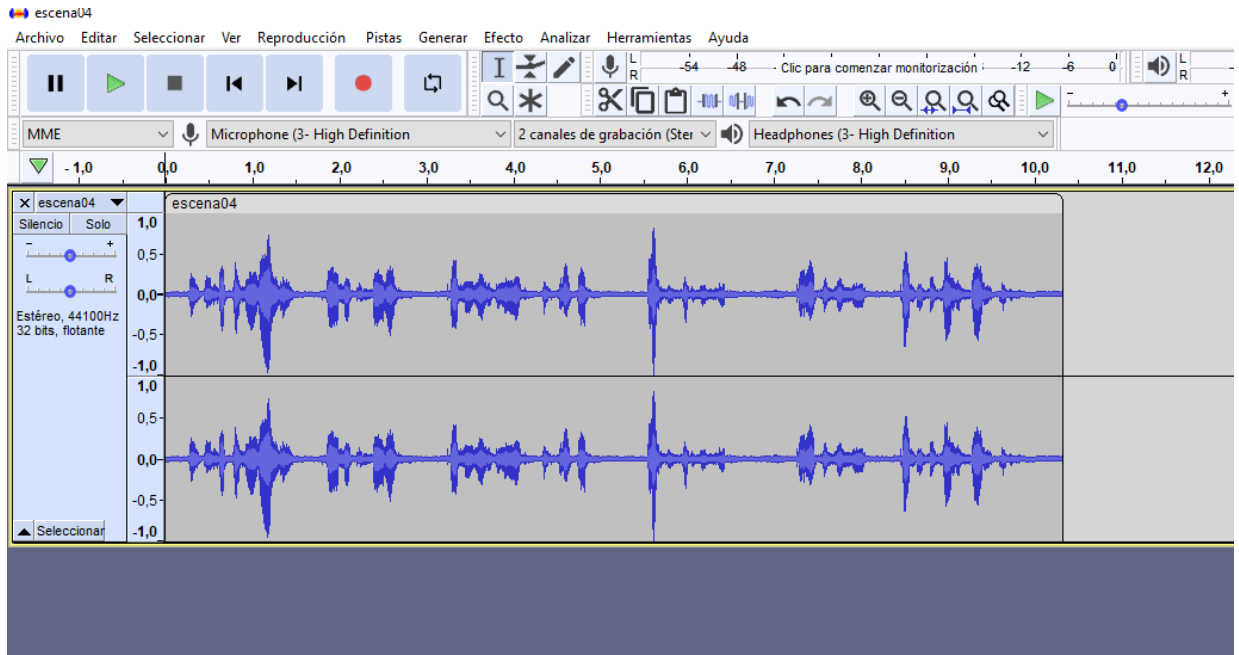 escena04
Archivo Editar Seleccionar Ver Reproducción Pistas Generar Efecto Analizar Herramientas Ayuda
L
R
-54 -48 - Clic para comenzar monitorización -12 -6 0
L
R
- +
MME Microphone (3- High Definition 2 canales de grabación (Ster Headphones (3- High Definition
- 1,0 0,0 1,0 2,0 3,0 4,0 5,0 6,0 7,0 8,0 9,0 10,0 11,0 12,0
escena04 escena04
Silencio Solo 1,0
- + 0,5-
L R 0,0-
Estéreo, 44100Hz
32 bits, flotante -0,5-
-1,0
1,0
0,5-
0,0-
-0,5-
Seleccionar -1,0